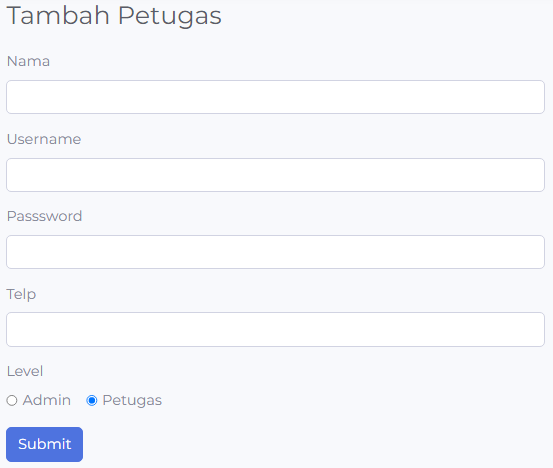 Tambah Petugas
Nama
Username
Passsword
Telp
Level
Admin Petugas
Submit